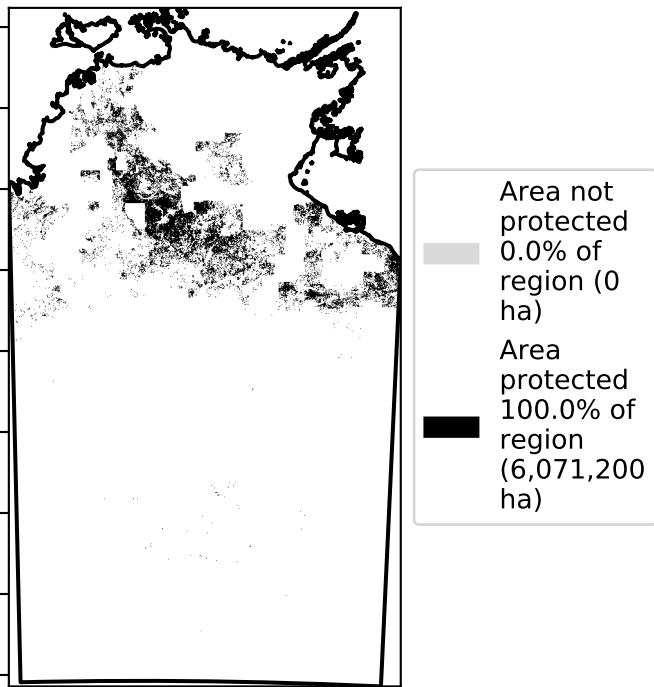 Area not
protected
0.0% of
region (0
ha)
Area
protected
100.0% of
region
(6,071,200
ha)